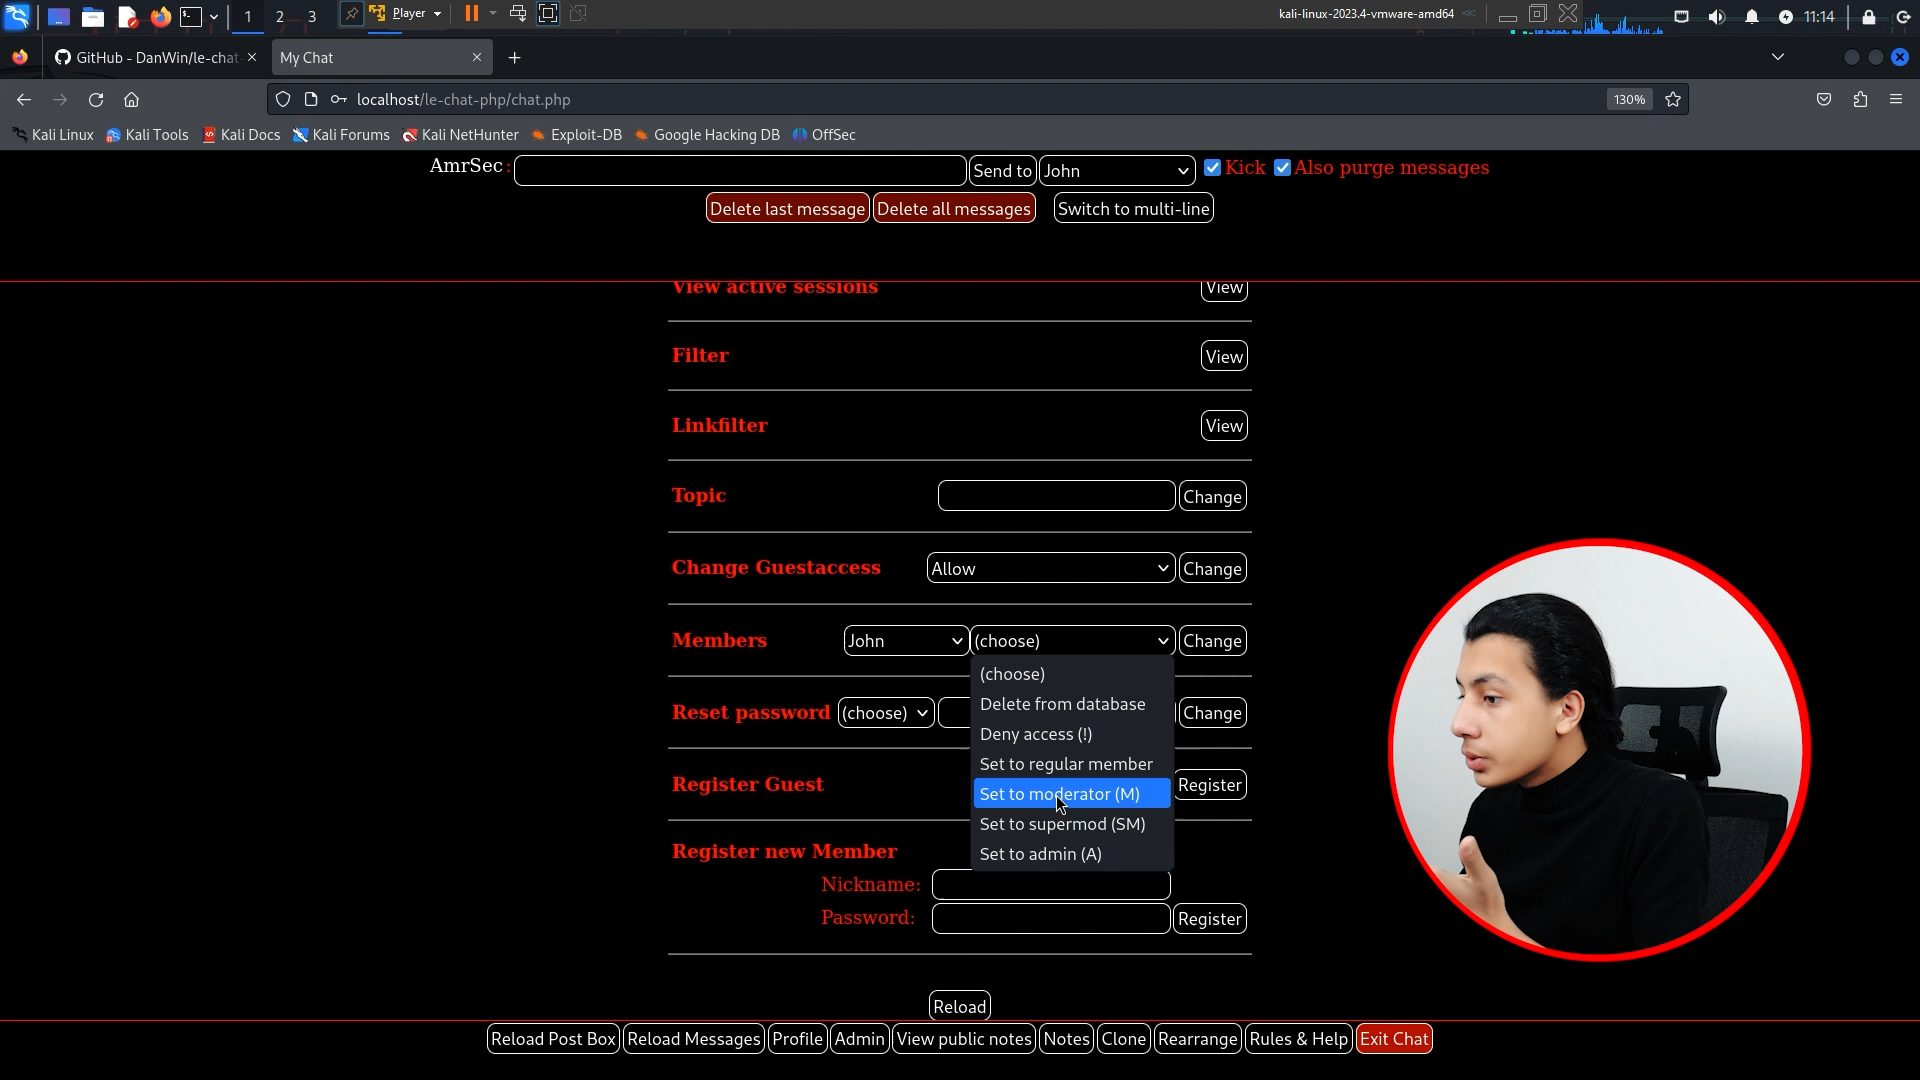 1 2 3 Player kali-linux-2023.4-vmware-amd64 11:14
GitHub - DanWin/le-chat- My Chat
localhost/le-chat-php/chat.php 130%
Kali Linux Kali Tools Kali Docs Kali Forums Kali NetHunter Exploit-DB Google Hacking DB OffSec
AmrSec : Send to John Kick Also purge messages
Delete last message Delete all messages Switch to multi-line
View active sessions View
Filter View
Linkfilter View
Topic Change
Change Guestaccess Allow Change
Members John (choose) Change
(choose)
Delete from database
Reset password (choose) Change
Deny access (!)
Set to regular member
Register Guest Register
Set to moderator (M)
Set to supermod (SM)
Register new Member
Set to admin (A)
Nickname:
Password: Register
Reload
Reload Post Box Reload Messages Profile Admin View public notes Notes Clone Rearrange Rules & Help Exit Chat